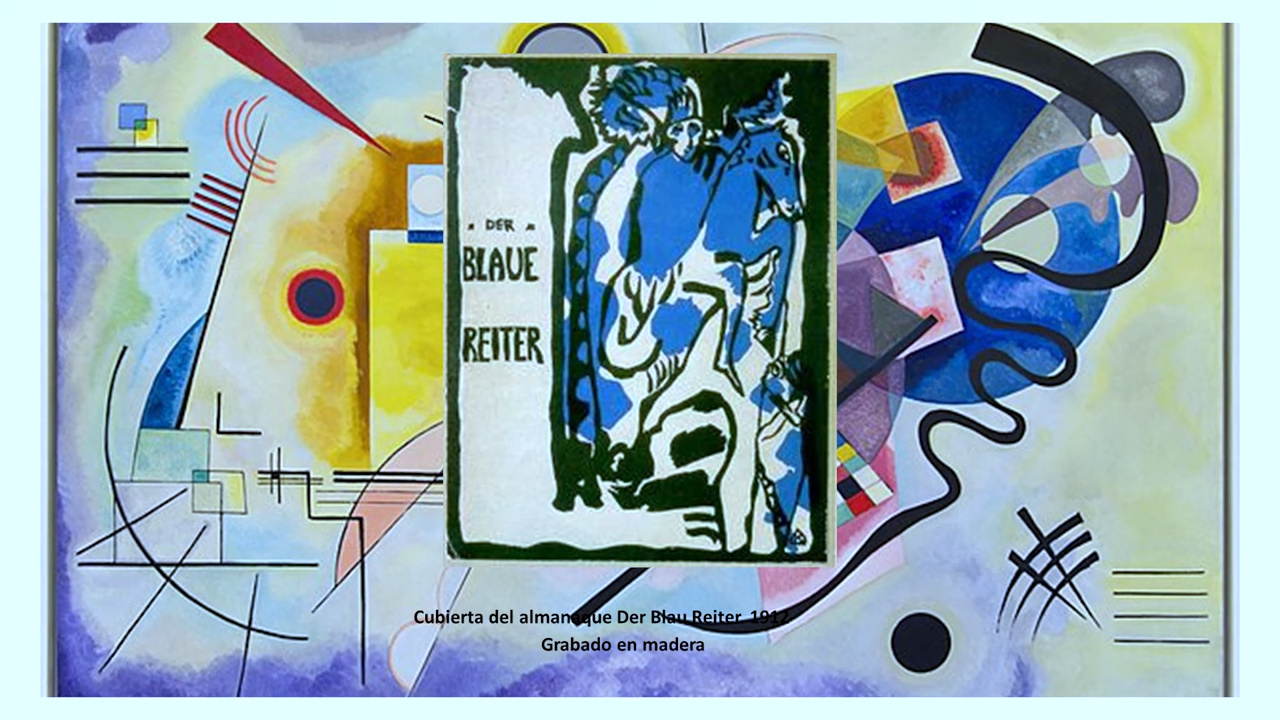 DER
BLAUE
REITER
Cubierta del almanaque Der Blau Reiter 1912
Grabado en madera